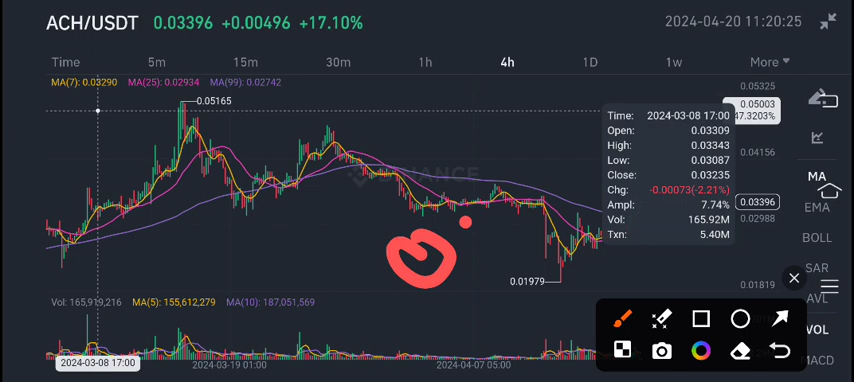 ACH/USDT 0.03396 +0.00496 +17.10% 2024-04-20 11:20:25
Time 5m 15m 30m 1h 4h 1D 1w More
MA(7): 0.03290 MA(25): 0.02934 MA(99): 0.02742
0.05325
0.05165
0.05003
47.3203%
0.04156
0.03396
0.02988
0.01979
0.01819
BINANCE
Time: 2024-03-08 17:00
Open: 0.03309
High: 0.03343
Low: 0.03087
Close: 0.03235
Chg: -0.00073(-2.21%)
Ampl: 7.74%
Vol: 165.92M
Txn: 5.40M
MA
EMA
BOLL
SAR
AVL
VOL
MACD
Vol: 165,919,216 MA(5): 155,612,279 MA(10): 187,051,569
2024-03-08 17:00 2024-03-19 01:00 2024-04-07 05:00